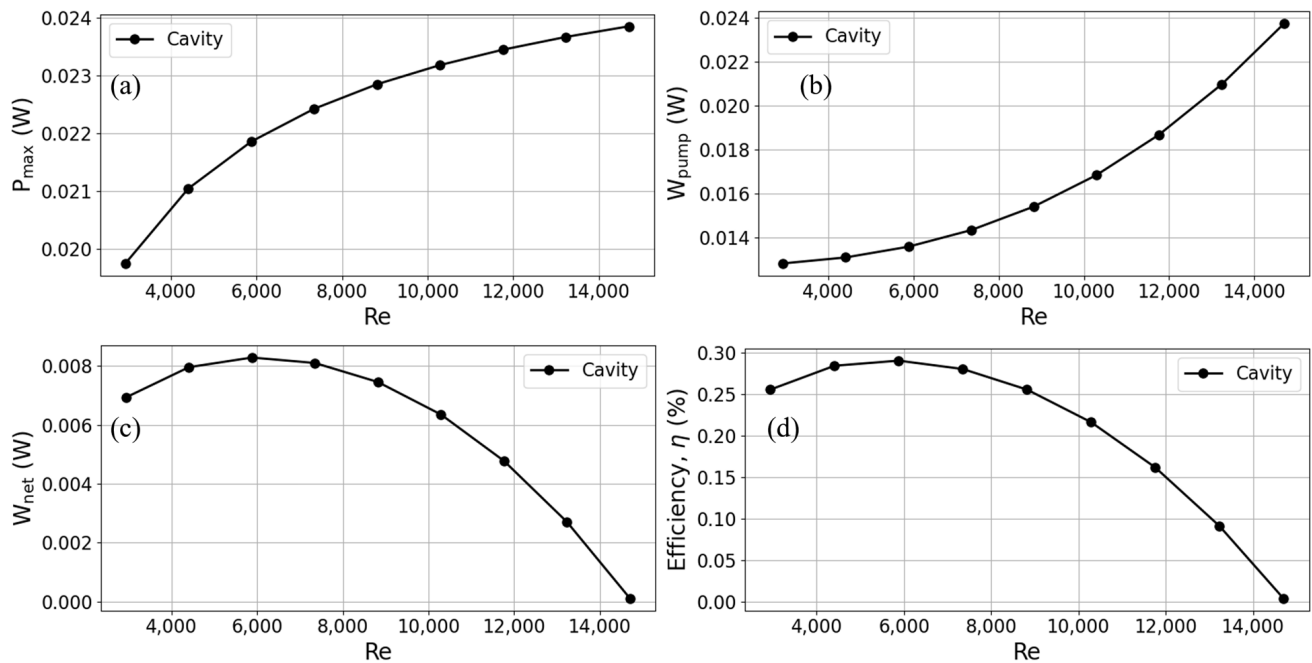 0.024
0.023
0.022
0.021
0.020
P_max (W)
Cavity
(a)
4,000 6,000 8,000 10,000 12,000 14,000
Re
0.024
0.022
0.020
0.018
0.016
0.014
W_pump (W)
Cavity
(b)
4,000 6,000 8,000 10,000 12,000 14,000
Re
0.008
0.006
0.004
0.002
0.000
W_net (W)
Cavity
(c)
4,000 6,000 8,000 10,000 12,000 14,000
Re
0.30
0.25
0.20
0.15
0.10
0.05
0.00
Efficiency, η (%)
Cavity
(d)
4,000 6,000 8,000 10,000 12,000 14,000
Re